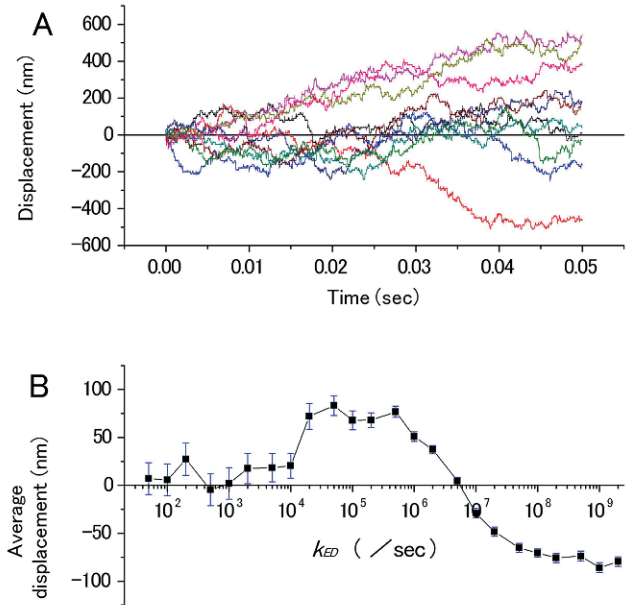 A
600
400
200
0
−200
−400
−600
Displacement (nm)
0.00 0.01 0.02 0.03 0.04 0.05
Time (sec)
B
100
50
0
−50
−100
Average
displacement (nm)
10² 10³ 10⁴ 10⁵ 10⁶ 10⁷ 10⁸ 10⁹
kED ( ／sec)